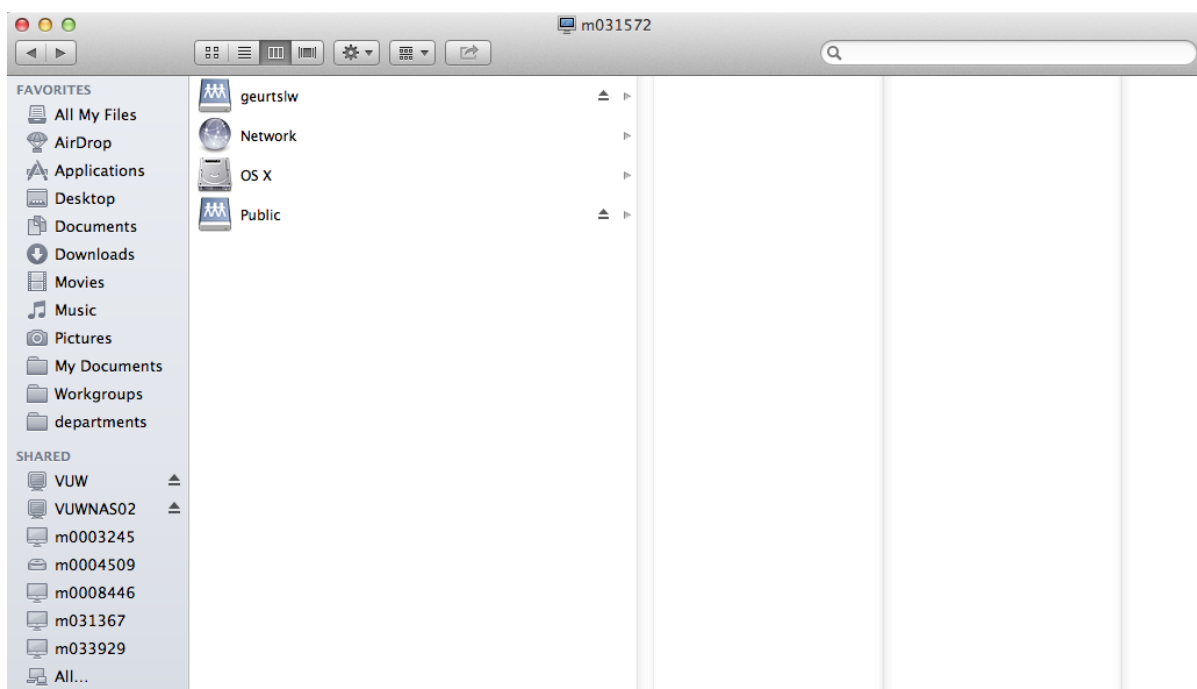 m031572
FAVORITES
All My Files
AirDrop
Applications
Desktop
Documents
Downloads
Movies
Music
Pictures
My Documents
Workgroups
departments
SHARED
VUW
VUWNAS02
m0003245
m0004509
m0008446
m031367
m033929
All...
geurtslw
Network
OS X
Public